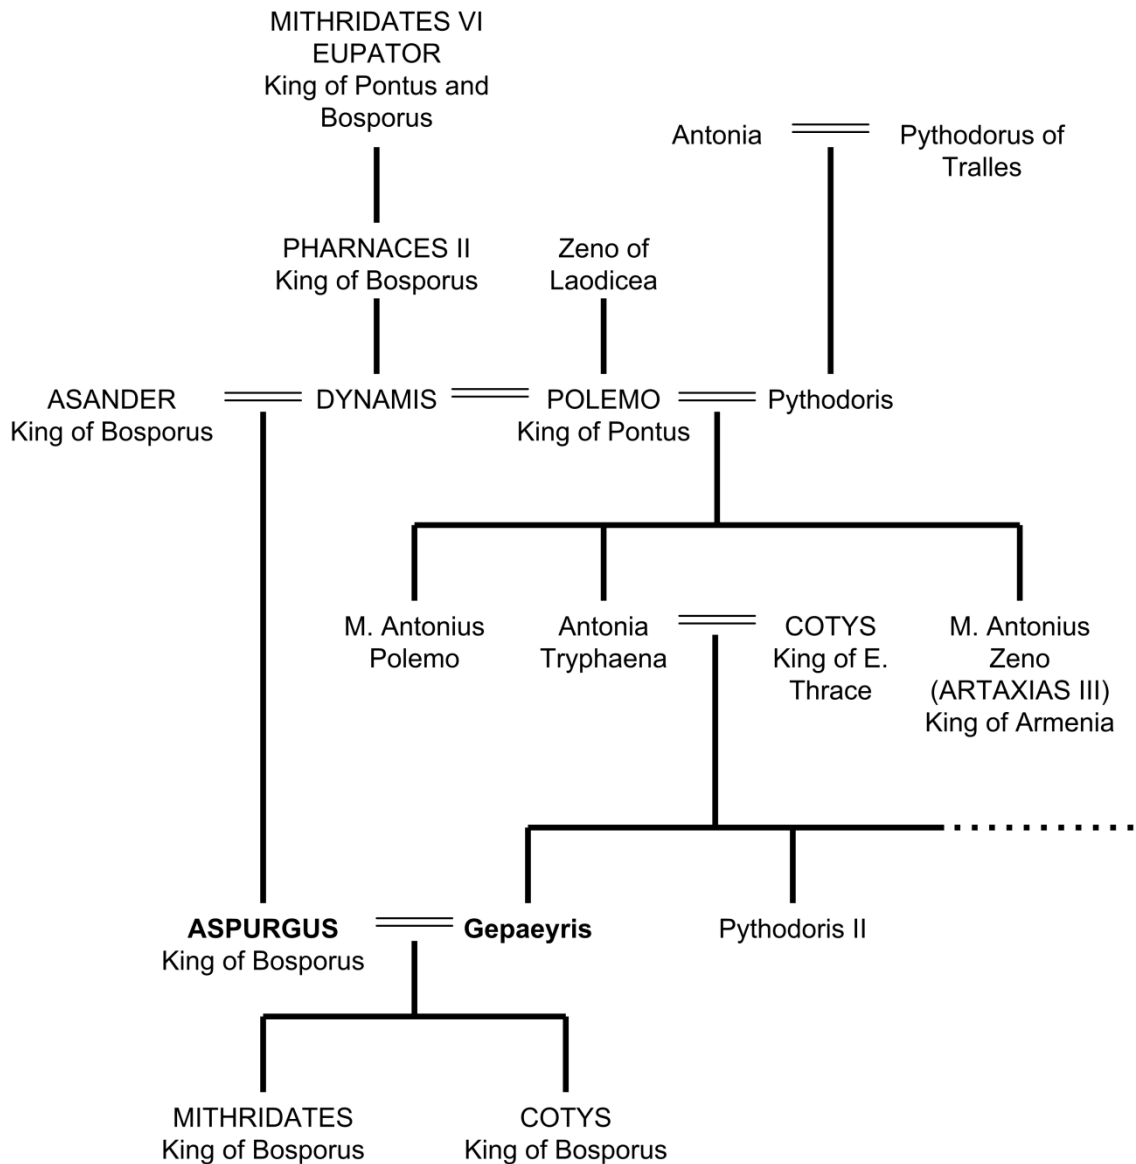 MITHRIDATES VI
EUPATOR
King of Pontus and
Bosporus
Antonia
Pythodorus of
Tralles
PHARNACES II
King of Bosporus
Zeno of
Laodicea
ASANDER
King of Bosporus
DYNAMIS
POLEMO
King of Pontus
Pythodoris
M. Antonius
Polemo
Antonia
Tryphaena
COTYS
King of E.
Thrace
M. Antonius
Zeno
(ARTAXIAS III)
King of Armenia
ASPURGUS
King of Bosporus
Gepaeyris
Pythodoris II
MITHRIDATES
King of Bosporus
COTYS
King of Bosporus